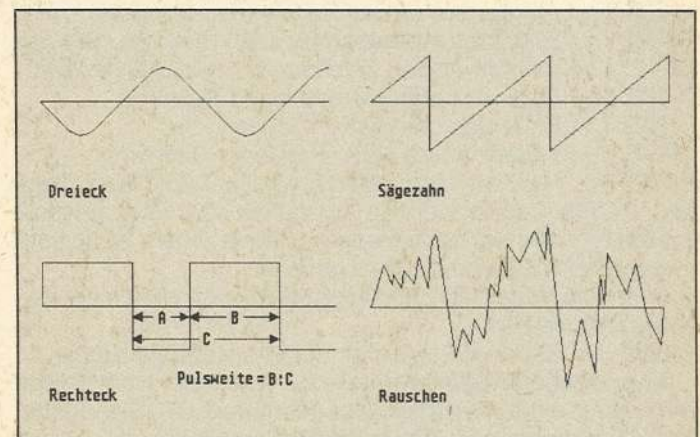 Dreieck
Sägezahn
A
B
C
Pulsweite=B:C
Rechteck
Rauschen